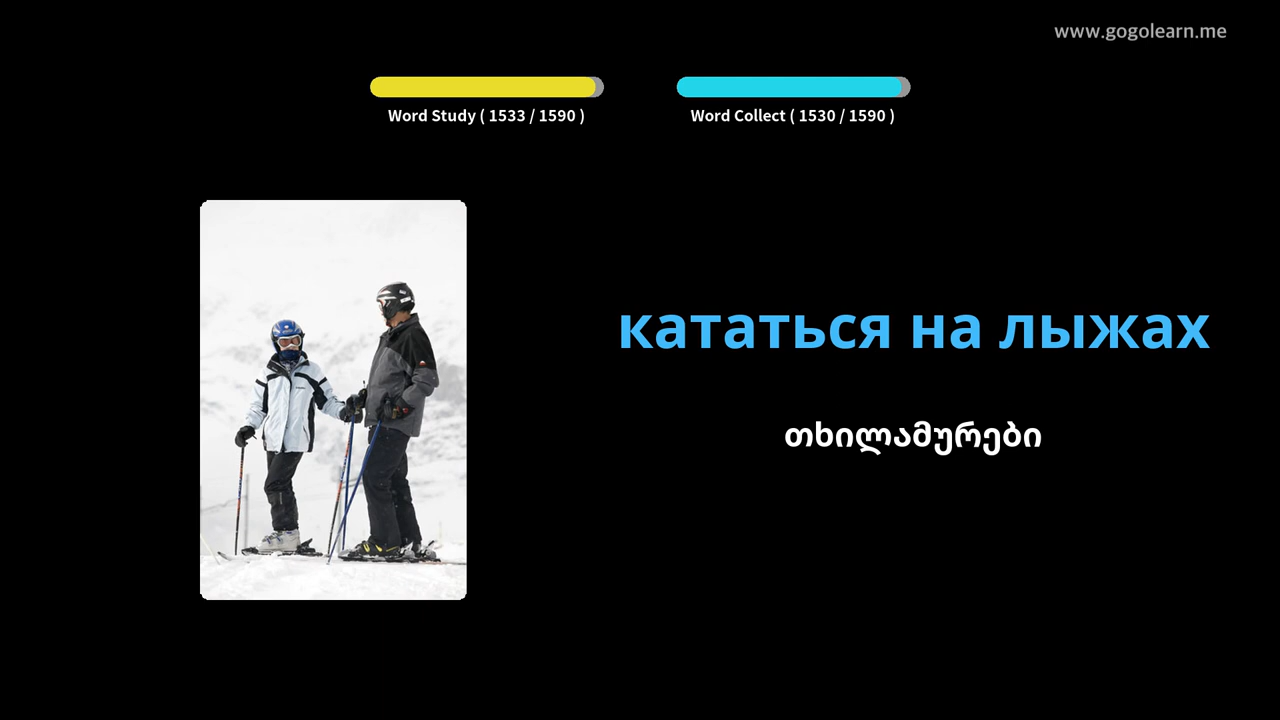 www.gogolearn.me
Word Study ( 1533 / 1590 )
Word Collect ( 1530 / 1590 )
кататься на лыжах
თხილამურები